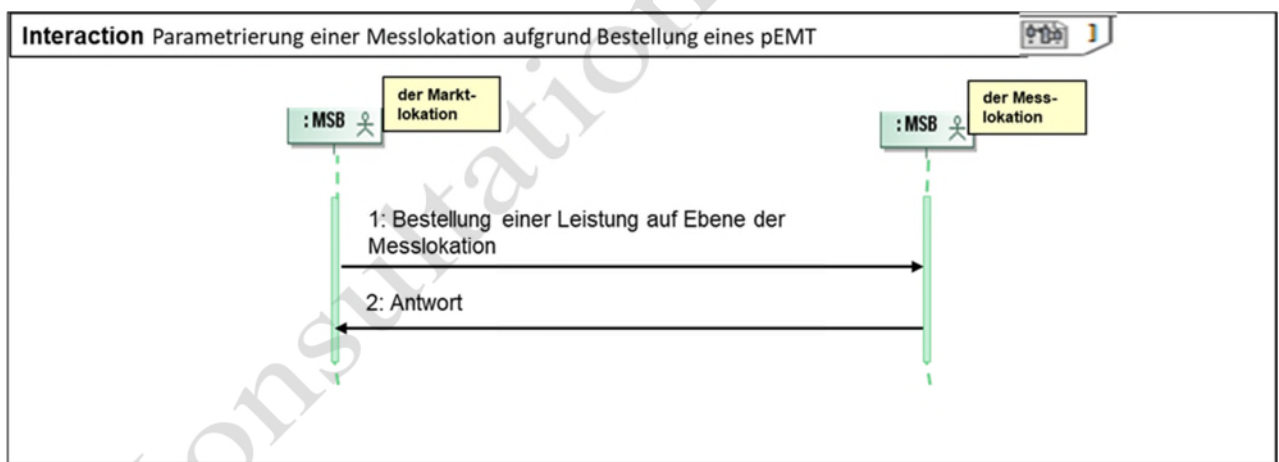 Interaction Parametrierung einer Messlokation aufgrund Bestellung eines pEMT
der Markt-
lokation
: MSB
der Mess-
lokation
: MSB
1: Bestellung einer Leistung auf Ebene der
Messlokation
2: Antwort
onsultation